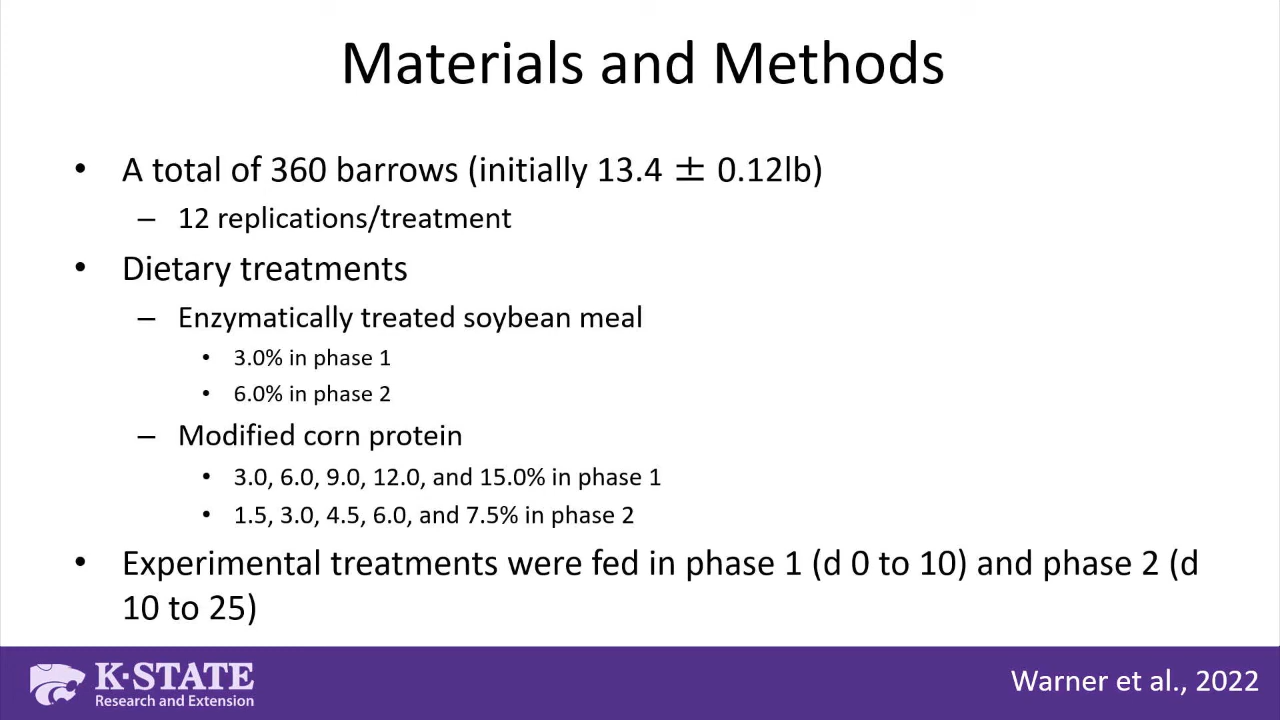 Materials and Methods
• A total of 360 barrows (initially 13.4 ± 0.12lb)
– 12 replications/treatment
• Dietary treatments
– Enzymatically treated soybean meal
• 3.0% in phase 1
• 6.0% in phase 2
– Modified corn protein
• 3.0, 6.0, 9.0, 12.0, and 15.0% in phase 1
• 1.5, 3.0, 4.5, 6.0, and 7.5% in phase 2
• Experimental treatments were fed in phase 1 (d 0 to 10) and phase 2 (d
10 to 25)
K-STATE
Research and Extension
Warner et al., 2022